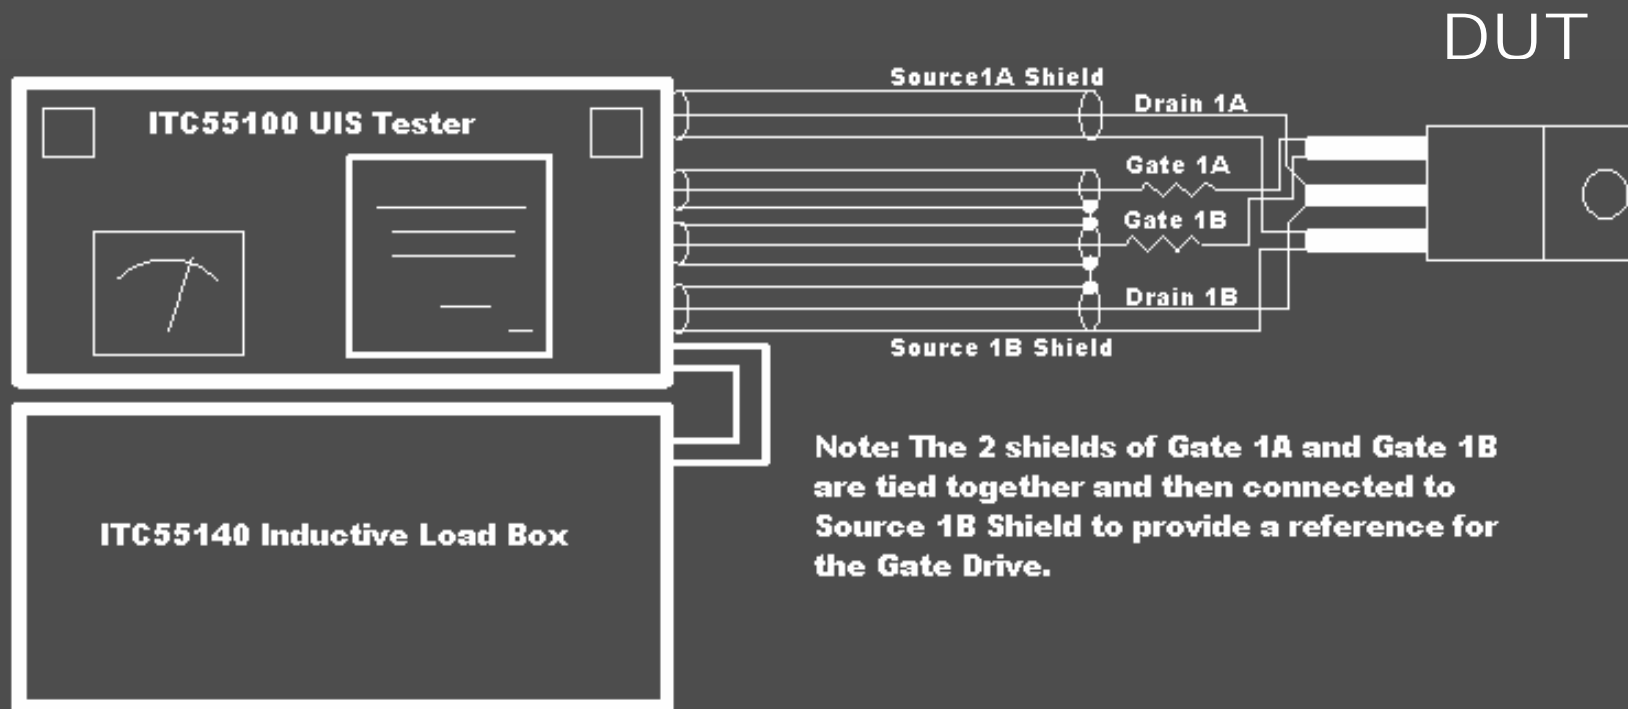 DUT
Source1A Shield
ITC55100 UIS Tester
Drain 1A
Gate 1A
Gate 1B
Drain 1B
Source 1B Shield
Note: The 2 shields of Gate 1A and Gate 1B
are tied together and then connected to
Source 1B Shield to provide a reference for
the Gate Drive.
ITC55140 Inductive Load Box